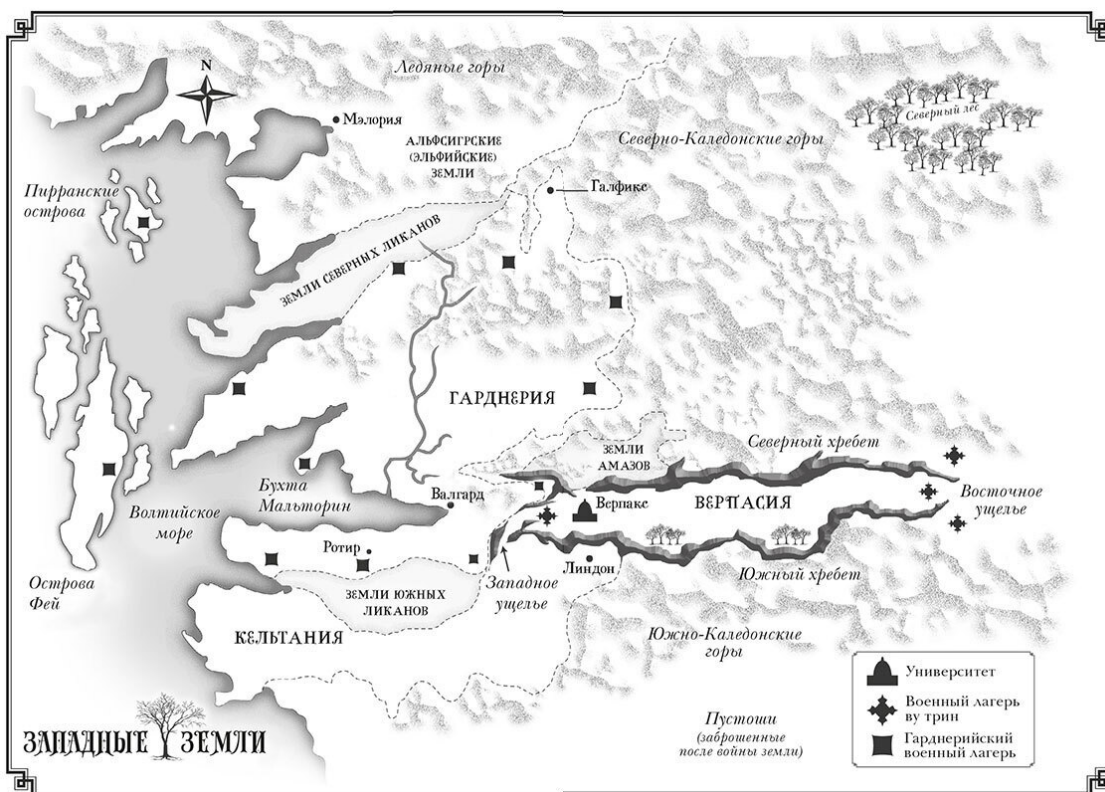 N
Ледяные горы
Мэлория
АЛЬФСИГРСКИЕ
(ЭЛЬФИЙСКИЕ)
ЗЕМЛИ
Северно-Каледонские горы
Северный лес
Пирранские
острова
Галфикс
ЗЕМЛИ СЕВЕРНЫХ ЛИКАНОВ
ГАРДНЕРИЯ
ЗЕМЛИ
АМАЗОВ
Северный хребет
Бухта
Мальторин
Валгард
Верпакс
ВЕРПАСИЯ
Восточное
ущелье
Волтийское
море
Ротир
Линдон
Южный хребет
Западное
ущелье
Острова
Фей
ЗЕМЛИ ЮЖНЫХ
ЛИКАНОВ
КЕЛЬТАНИЯ
Южно-Каледонские
горы
Пустоши
(заброшенные
после войны земли)
Университет
Военный лагерь
ву трин
Гарднерийский
военный лагерь
ЗАПАДНЫЕ ЗЕМЛИ